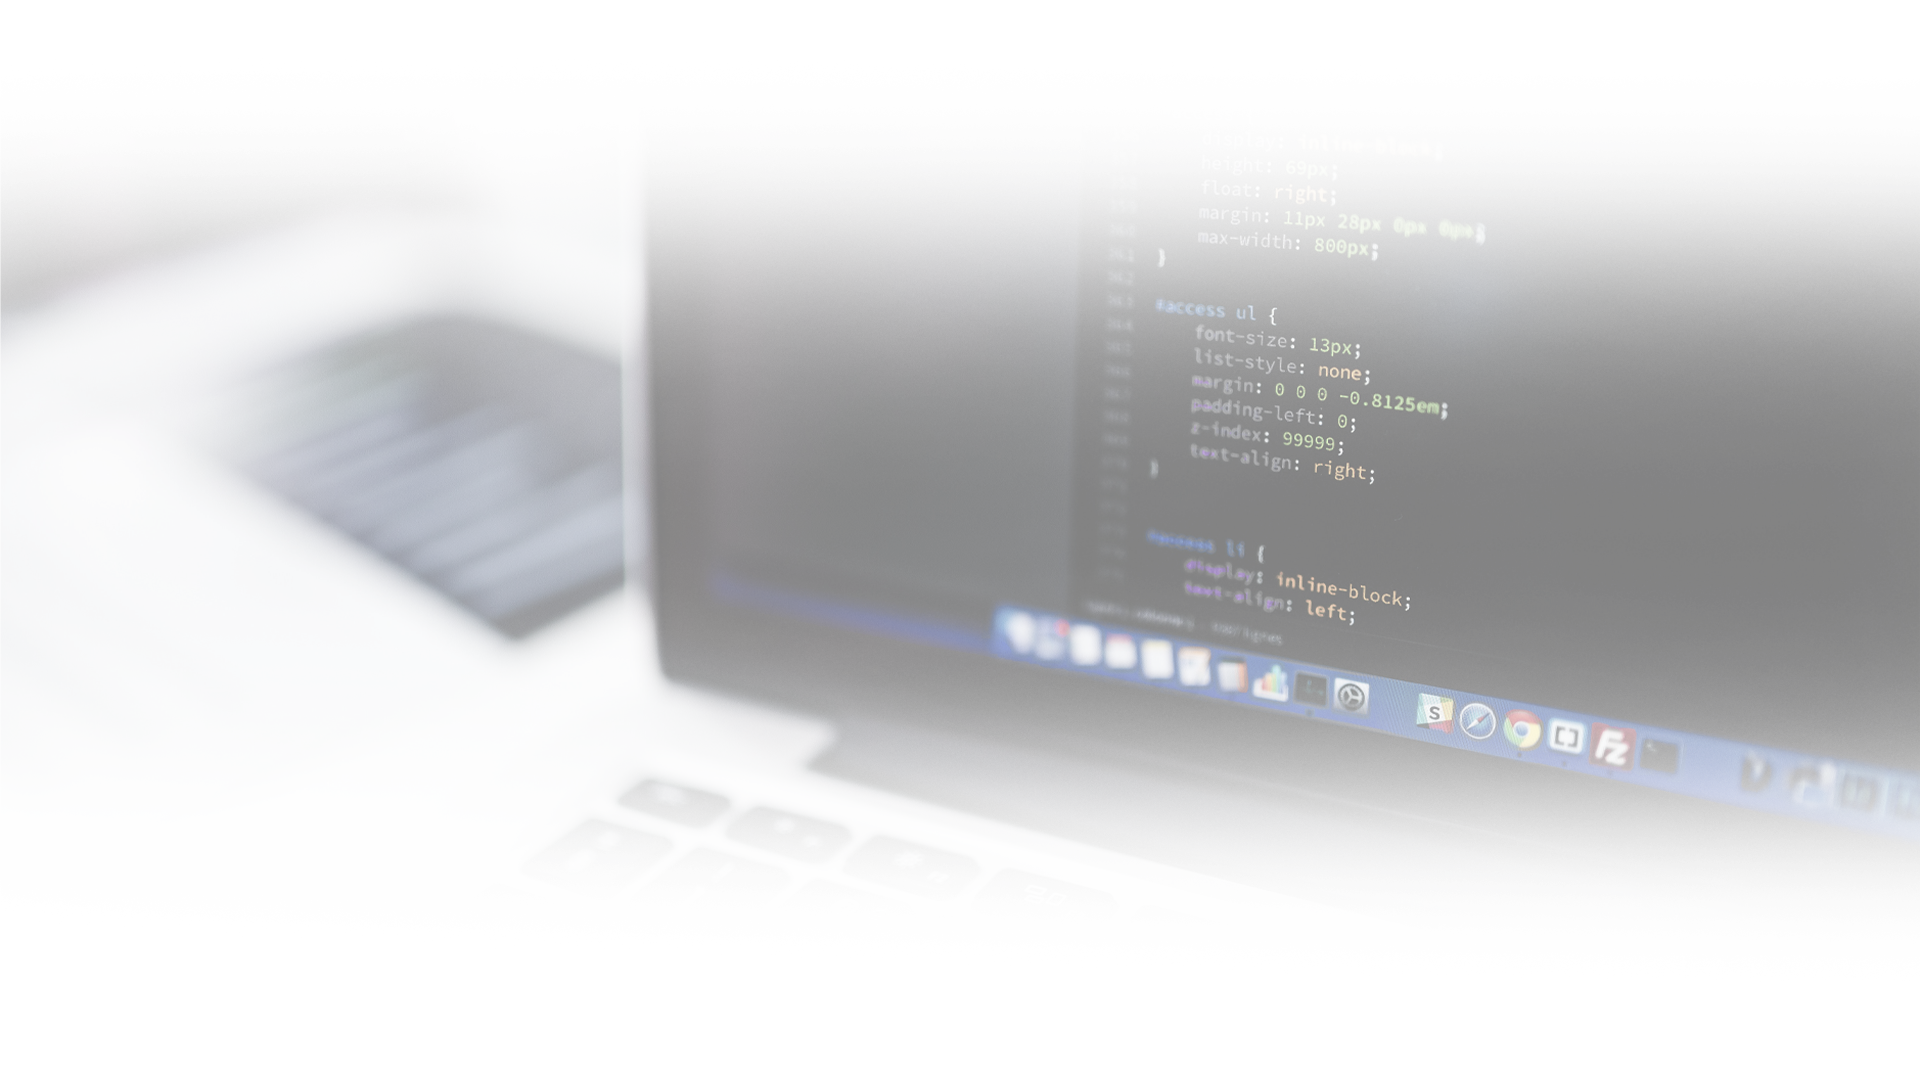 display: inline-block;
height: 69px;
float: right;
margin: 11px 28px 0px 0px;
max-width: 800px;
}
#access ul {
font-size: 13px;
list-style: none;
margin: 0 0 0 -0.8125em;
padding-left: 0;
z-index: 99999;
text-align: right;
}
#access li {
display: inline-block;
text-align: left;
S
FZ